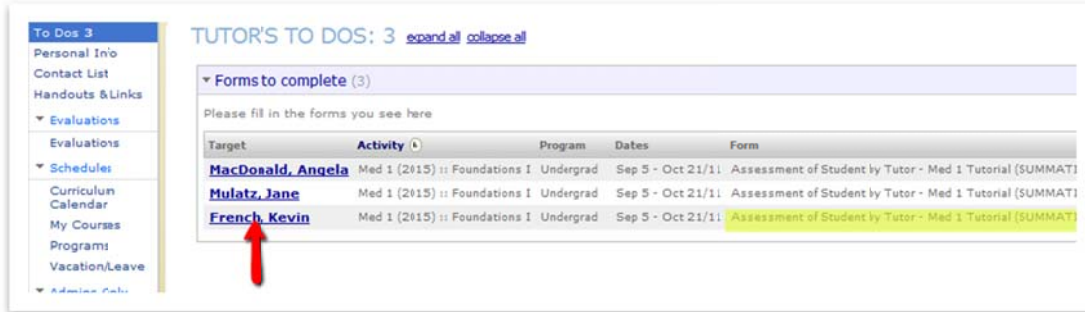 To Dos 3
Personal Info
Contact List
Handouts & Links
Evaluations
Evaluations
Schedules
Curriculum
Calendar
My Courses
Programs
Vacation/Leave
Admins Only
TUTOR'S TO DOS: 3 expand all collapse all
Forms to complete (3)
Please fill in the forms you see here
Target Activity Program Dates Form
MacDonald, Angela Med 1 (2015) :: Foundations I Undergrad Sep 5 - Oct 21/11 Assessment of Student by Tutor - Med 1 Tutorial (SUMMATI
Mulatz, Jane Med 1 (2015) :: Foundations I Undergrad Sep 5 - Oct 21/11 Assessment of Student by Tutor - Med 1 Tutorial (SUMMATI
French, Kevin Med 1 (2015) :: Foundations I Undergrad Sep 5 - Oct 21/11 Assessment of Student by Tutor - Med 1 Tutorial (SUMMATI